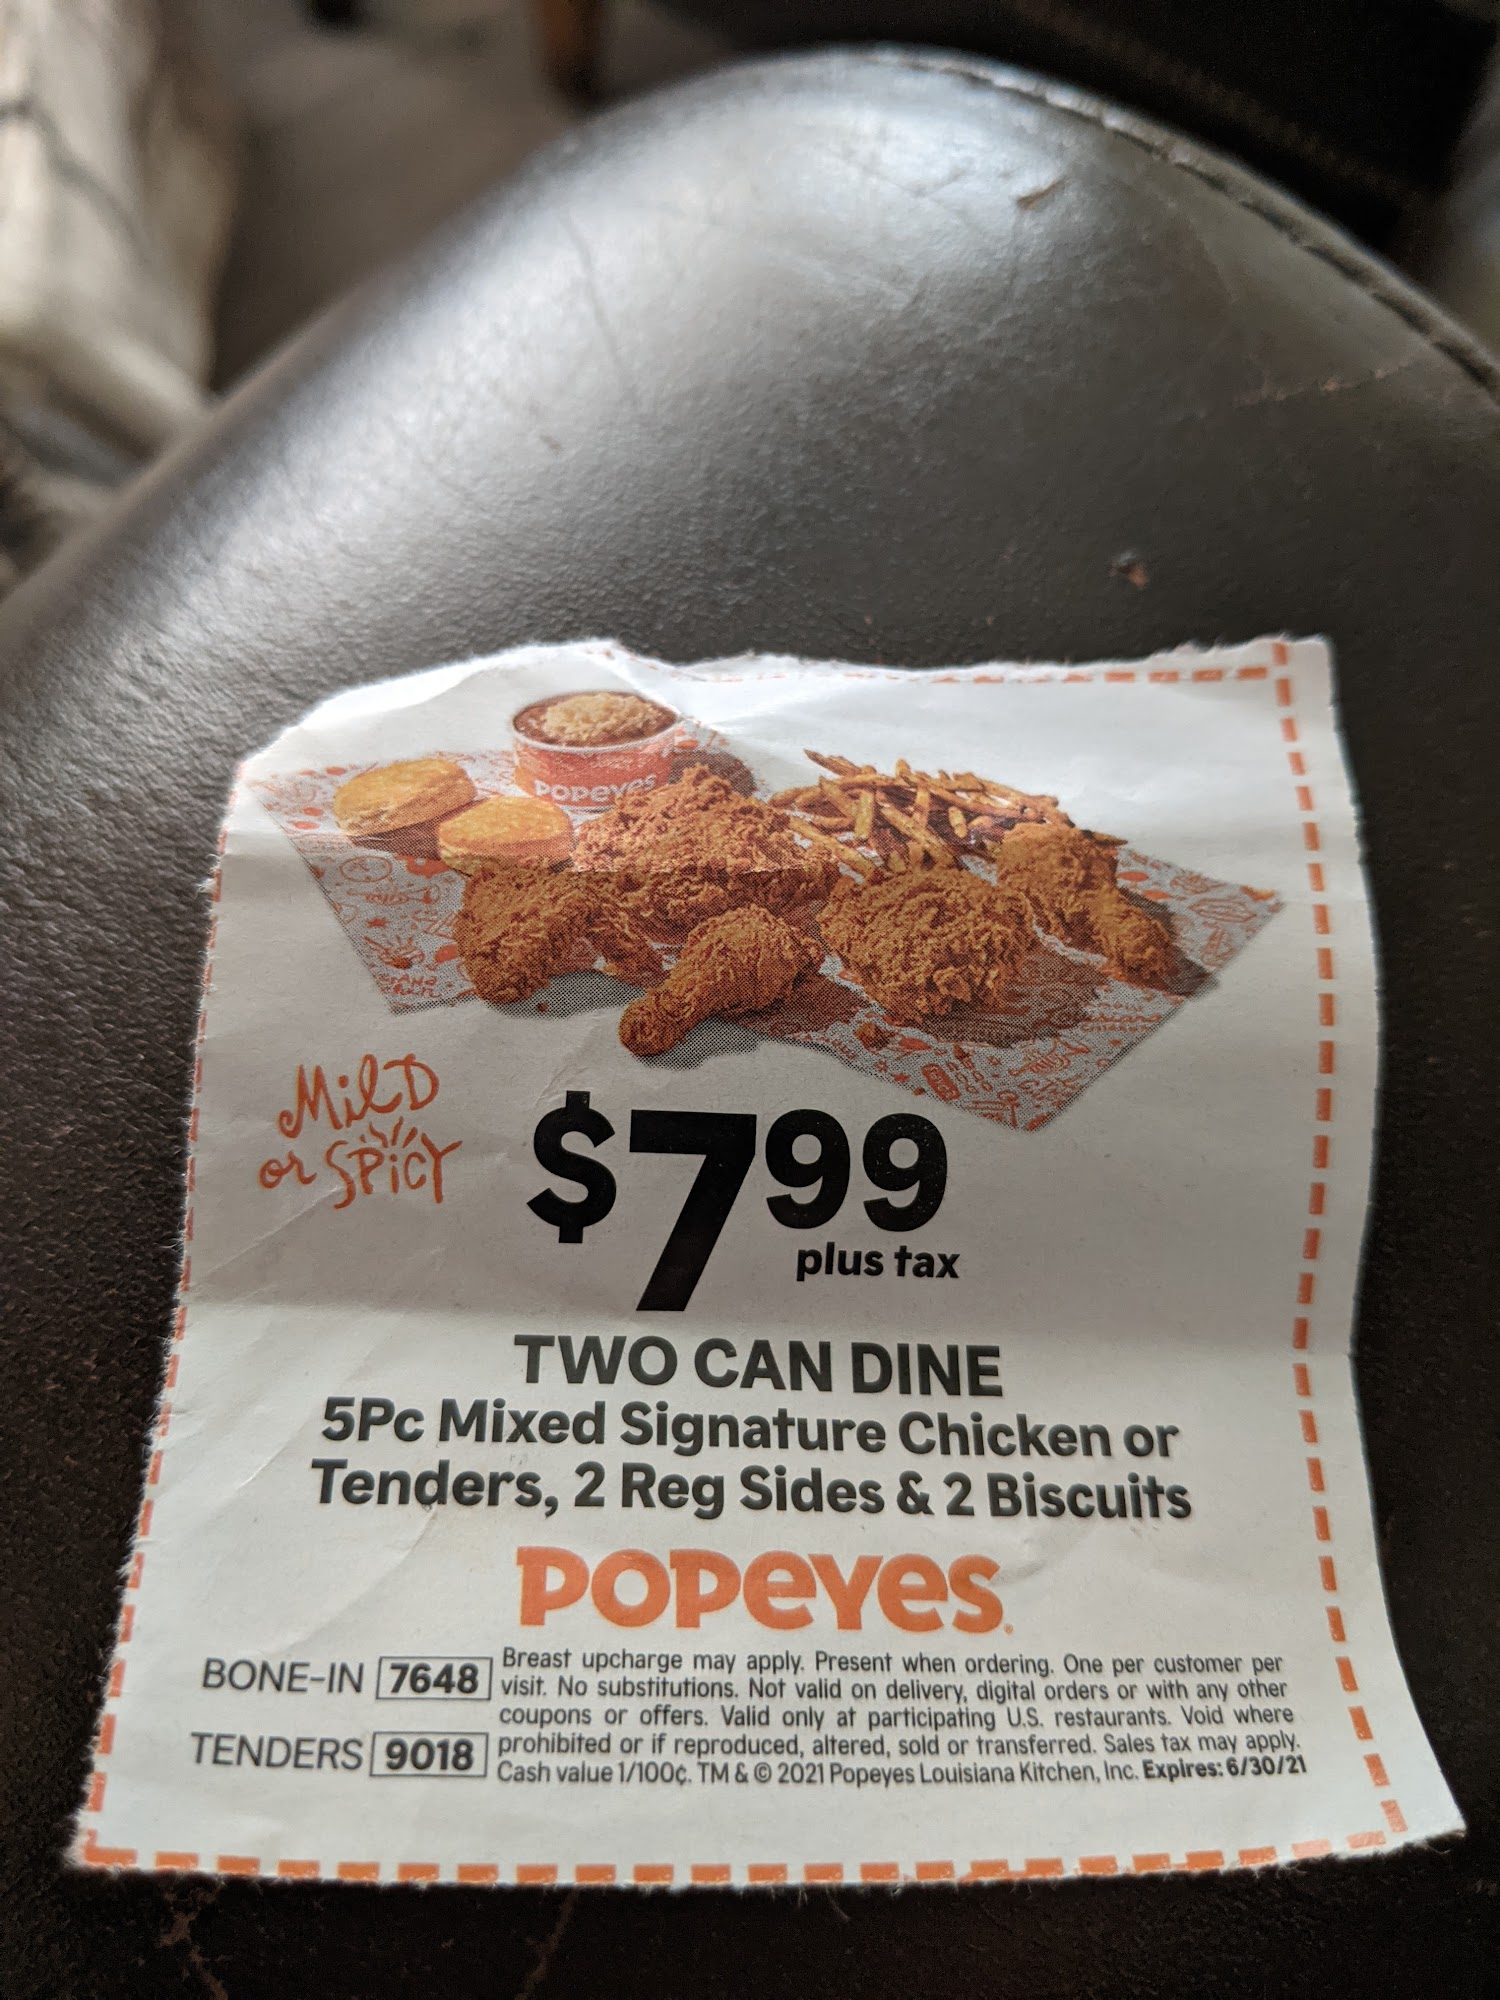 POPEYES
MILD
or SPICY
$7.99
plus tax
TWO CAN DINE
5Pc Mixed Signature Chicken or
Tenders, 2 Reg Sides & 2 Biscuits
POPEYES
BONE-IN 7648
TENDERS 9018
Breast upcharge may apply. Present when ordering. One per customer per
visit. No substitutions. Not valid on delivery, digital orders or with any other
coupons or offers. Valid only at participating U.S. restaurants. Void where
prohibited or if reproduced, altered, sold or transferred. Sales tax may apply.
Cash value 1/100¢. TM & © 2021 Popeyes Louisiana Kitchen, Inc. Expires: 6/30/21